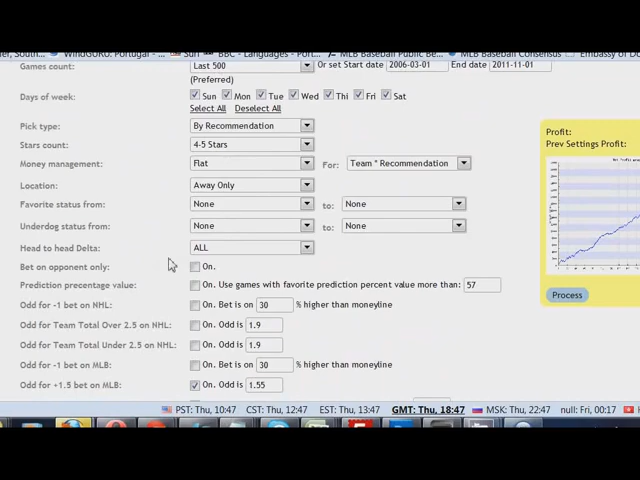 WINDGURU: Portugal - MLB Baseball Public Be... MLB Baseball Consensus Embassy of D
Games count: Last 500 Or set Start date 2006-03-01 End date 2011-11-01
(Preferred)
Days of week: Sun Mon Tue Wed Thu Fri Sat
Select All Deselect All
Pick type: By Recommendation
Stars count: 4-5 Stars
Money management: Flat For: Team * Recommendation
Location: Away Only
Favorite status from: None to: None
Underdog status from: None to: None
Head to head Delta: ALL
Bet on opponent only: On.
Prediction precentage value: On. Use games with favorite prediction percent value more than: 57
Odd for -1 bet on NHL: On. Bet is on 30 % higher than moneyline
Odd for Team Total Over 2.5 on NHL: On. Odd is 1.9
Odd for Team Total Under 2.5 on NHL: On. Odd is 1.9
Odd for -1 bet on MLB: On. Bet is on 30 % higher than moneyline
Odd for +1.5 bet on MLB: On. Odd is 1.55
Profit:
Prev Settings Profit:
Process
PST: Thu, 10:47 CST: Thu, 12:47 EST: Thu, 13:47 GMT: Thu, 18:47 MSK: Thu, 22:47 null: Fri, 00:17